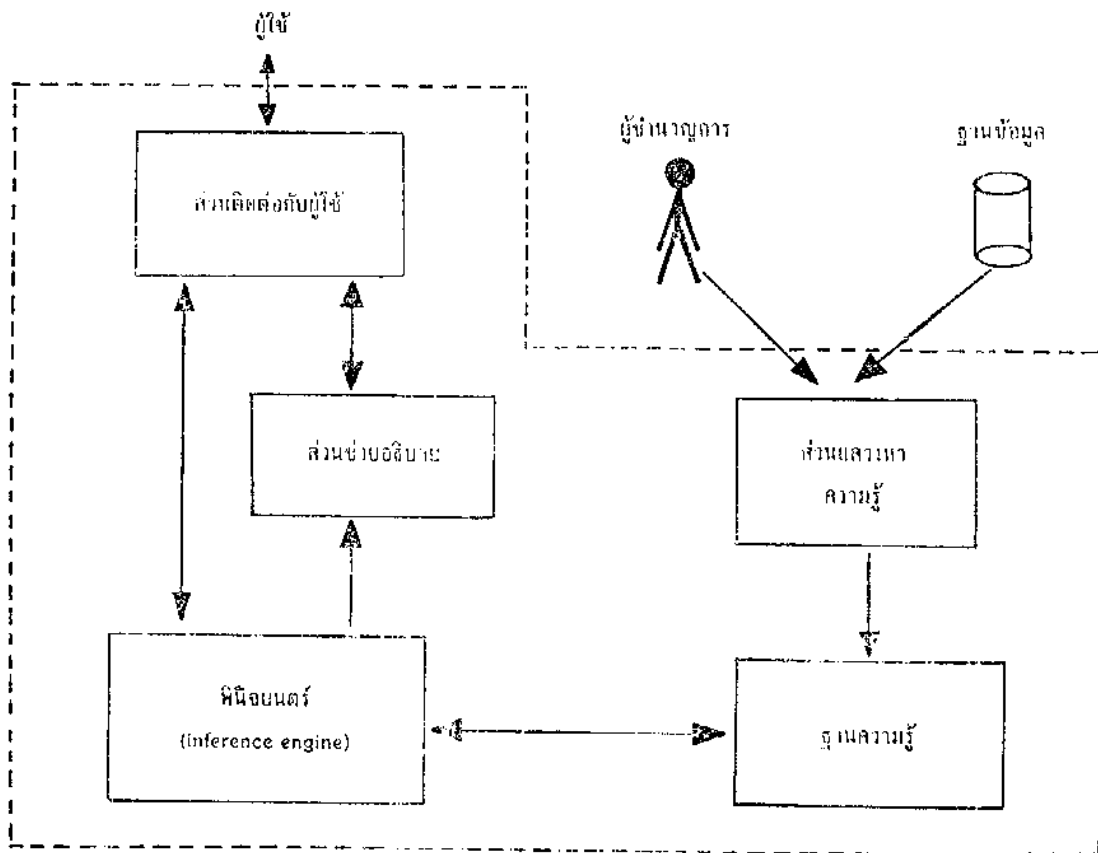 ผู้ใช้
ผู้ชำนาญการ
ฐานข้อมูล
ส่วนติดต่อกับผู้ใช้
ส่วนช่วยอธิบาย
ส่วนแสวงหา
ความรู้
พินิจยนตร์
(inference engine)
ฐานความรู้